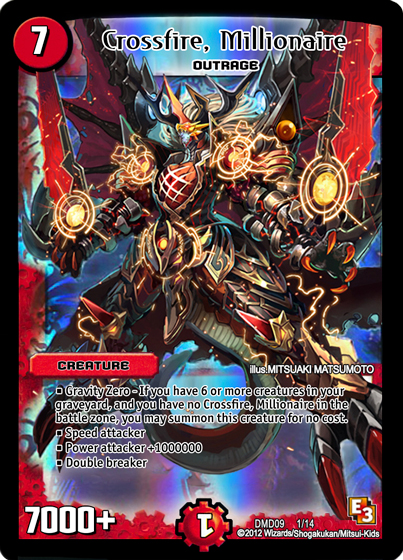 7
Crossfire, Millionaire
OUTRAGE
CREATURE
illus.MITSUAKI MATSUMOTO
▪ Gravity Zero - If you have 6 or more creatures in your
graveyard, and you have no Crossfire, Millionaire in the
battle zone, you may summon this creature for no cost.
▪ Speed attacker
▪ Power attacker +1000000
▪ Double breaker
7000+
1
DMD09 1/14
©2012 Wizards/Shogakukan/Mitsui-Kids
E3